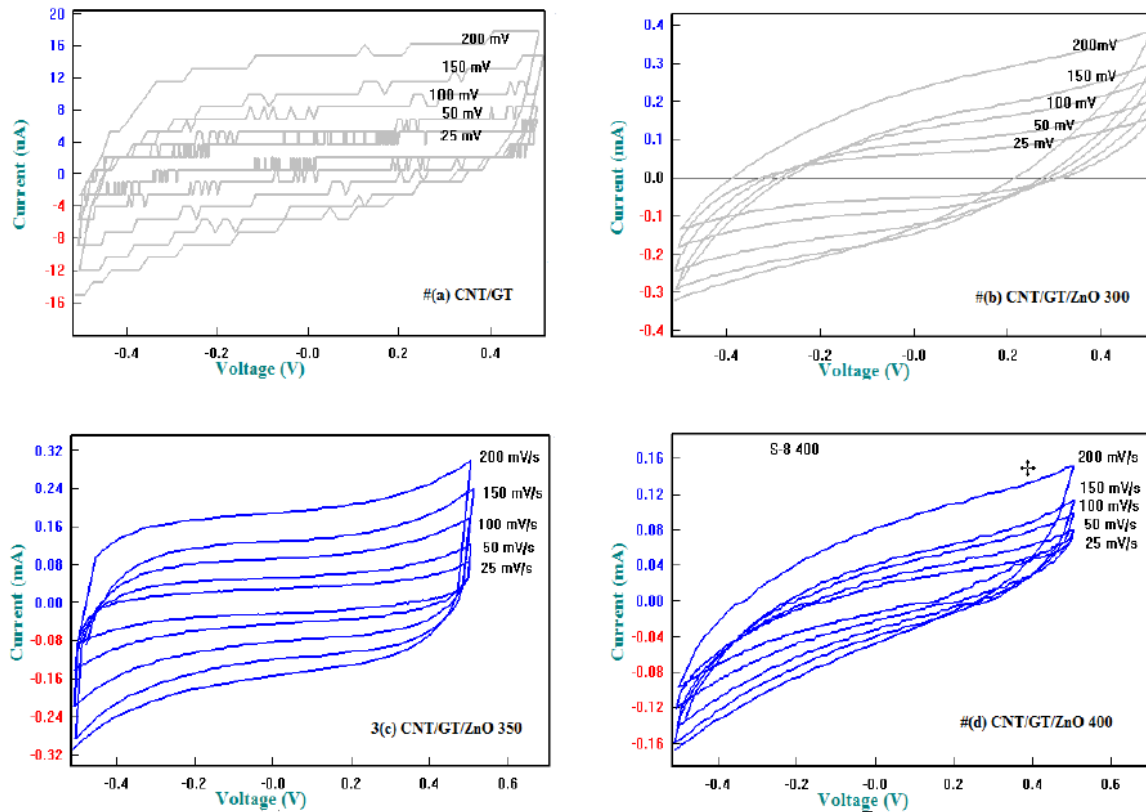 20
16
12
8
4
0
-4
-8
-12
-16
Current (uA)
200 mV
150 mV
100 mV
50 mV
25 mV
#(a) CNT/GT
-0.4 -0.2 -0.0 0.2 0.4
Voltage (V)
0.4
0.3
0.2
0.1
0.0
-0.1
-0.2
-0.3
-0.4
Current (mA)
200mV
150 mV
100 mV
50 mV
25 mV
#(b) CNT/GT/ZnO 300
-0.4 -0.2 -0.0 0.2 0.4
Voltage (V)
0.32
0.24
0.16
0.08
0.00
-0.08
-0.16
-0.24
-0.32
Current (mA)
200 mV/s
150 mV/s
100 mV/s
50 mV/s
25 mV/s
3(c) CNT/GT/ZnO 350
-0.4 -0.2 -0.0 0.2 0.4 0.6
Voltage (V)
S-8 400
0.16
0.12
0.08
0.04
0.00
-0.04
-0.08
-0.12
-0.16
Current (mA)
200 mV/s
150 mV/s
100 mV/s
50 mV/s
25 mV/s
#(d) CNT/GT/ZnO 400
-0.4 -0.2 -0.0 0.2 0.4 0.6
Voltage (V)